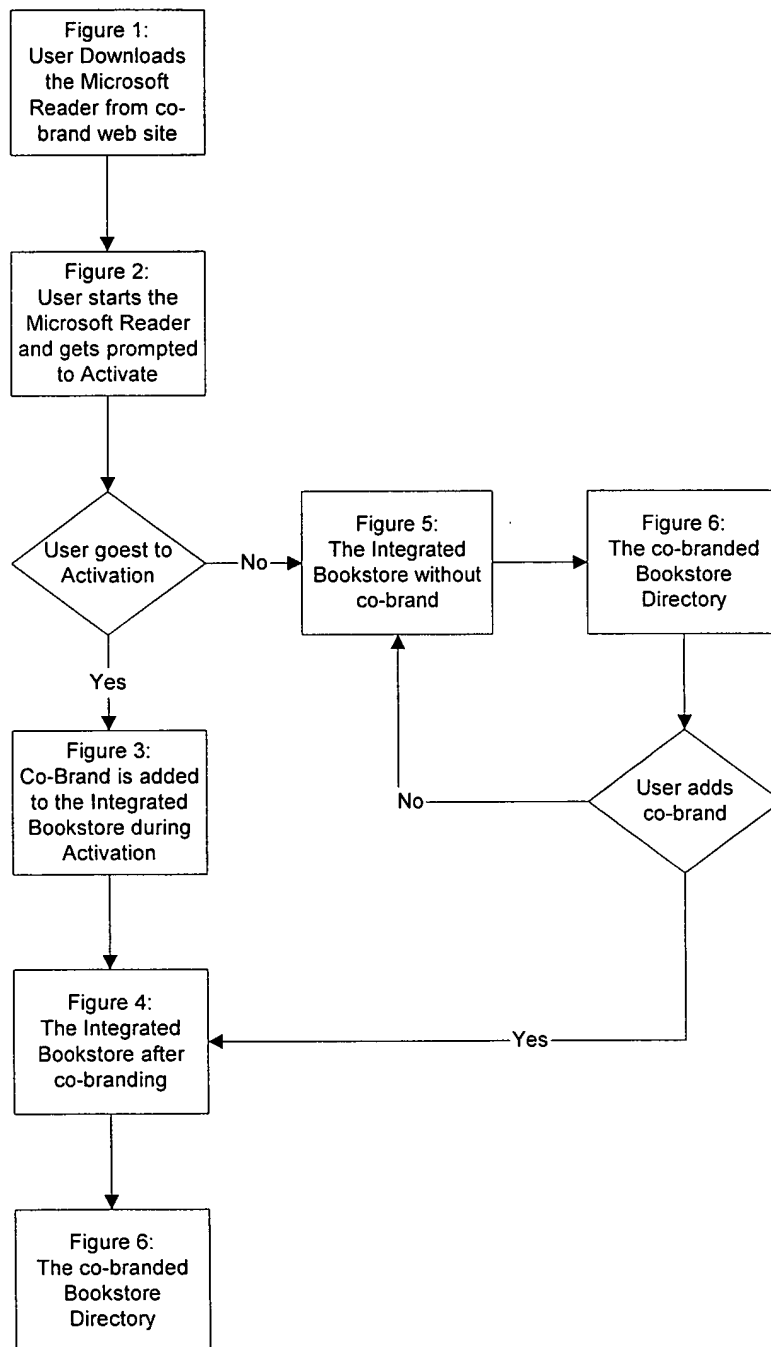 Figure 1:
User Downloads
the Microsoft
Reader from co-
brand web site
Figure 2:
User starts the
Microsoft Reader
and gets prompted
to Activate
User goest to
Activation
No
Figure 5:
The Integrated
Bookstore without
co-brand
Figure 6:
The co-branded
Bookstore
Directory
Yes
Figure 3:
Co-Brand is added
to the Integrated
Bookstore during
Activation
No
User adds
co-brand
Figure 4:
The Integrated
Bookstore after
co-branding
Yes
Figure 6:
The co-branded
Bookstore
Directory